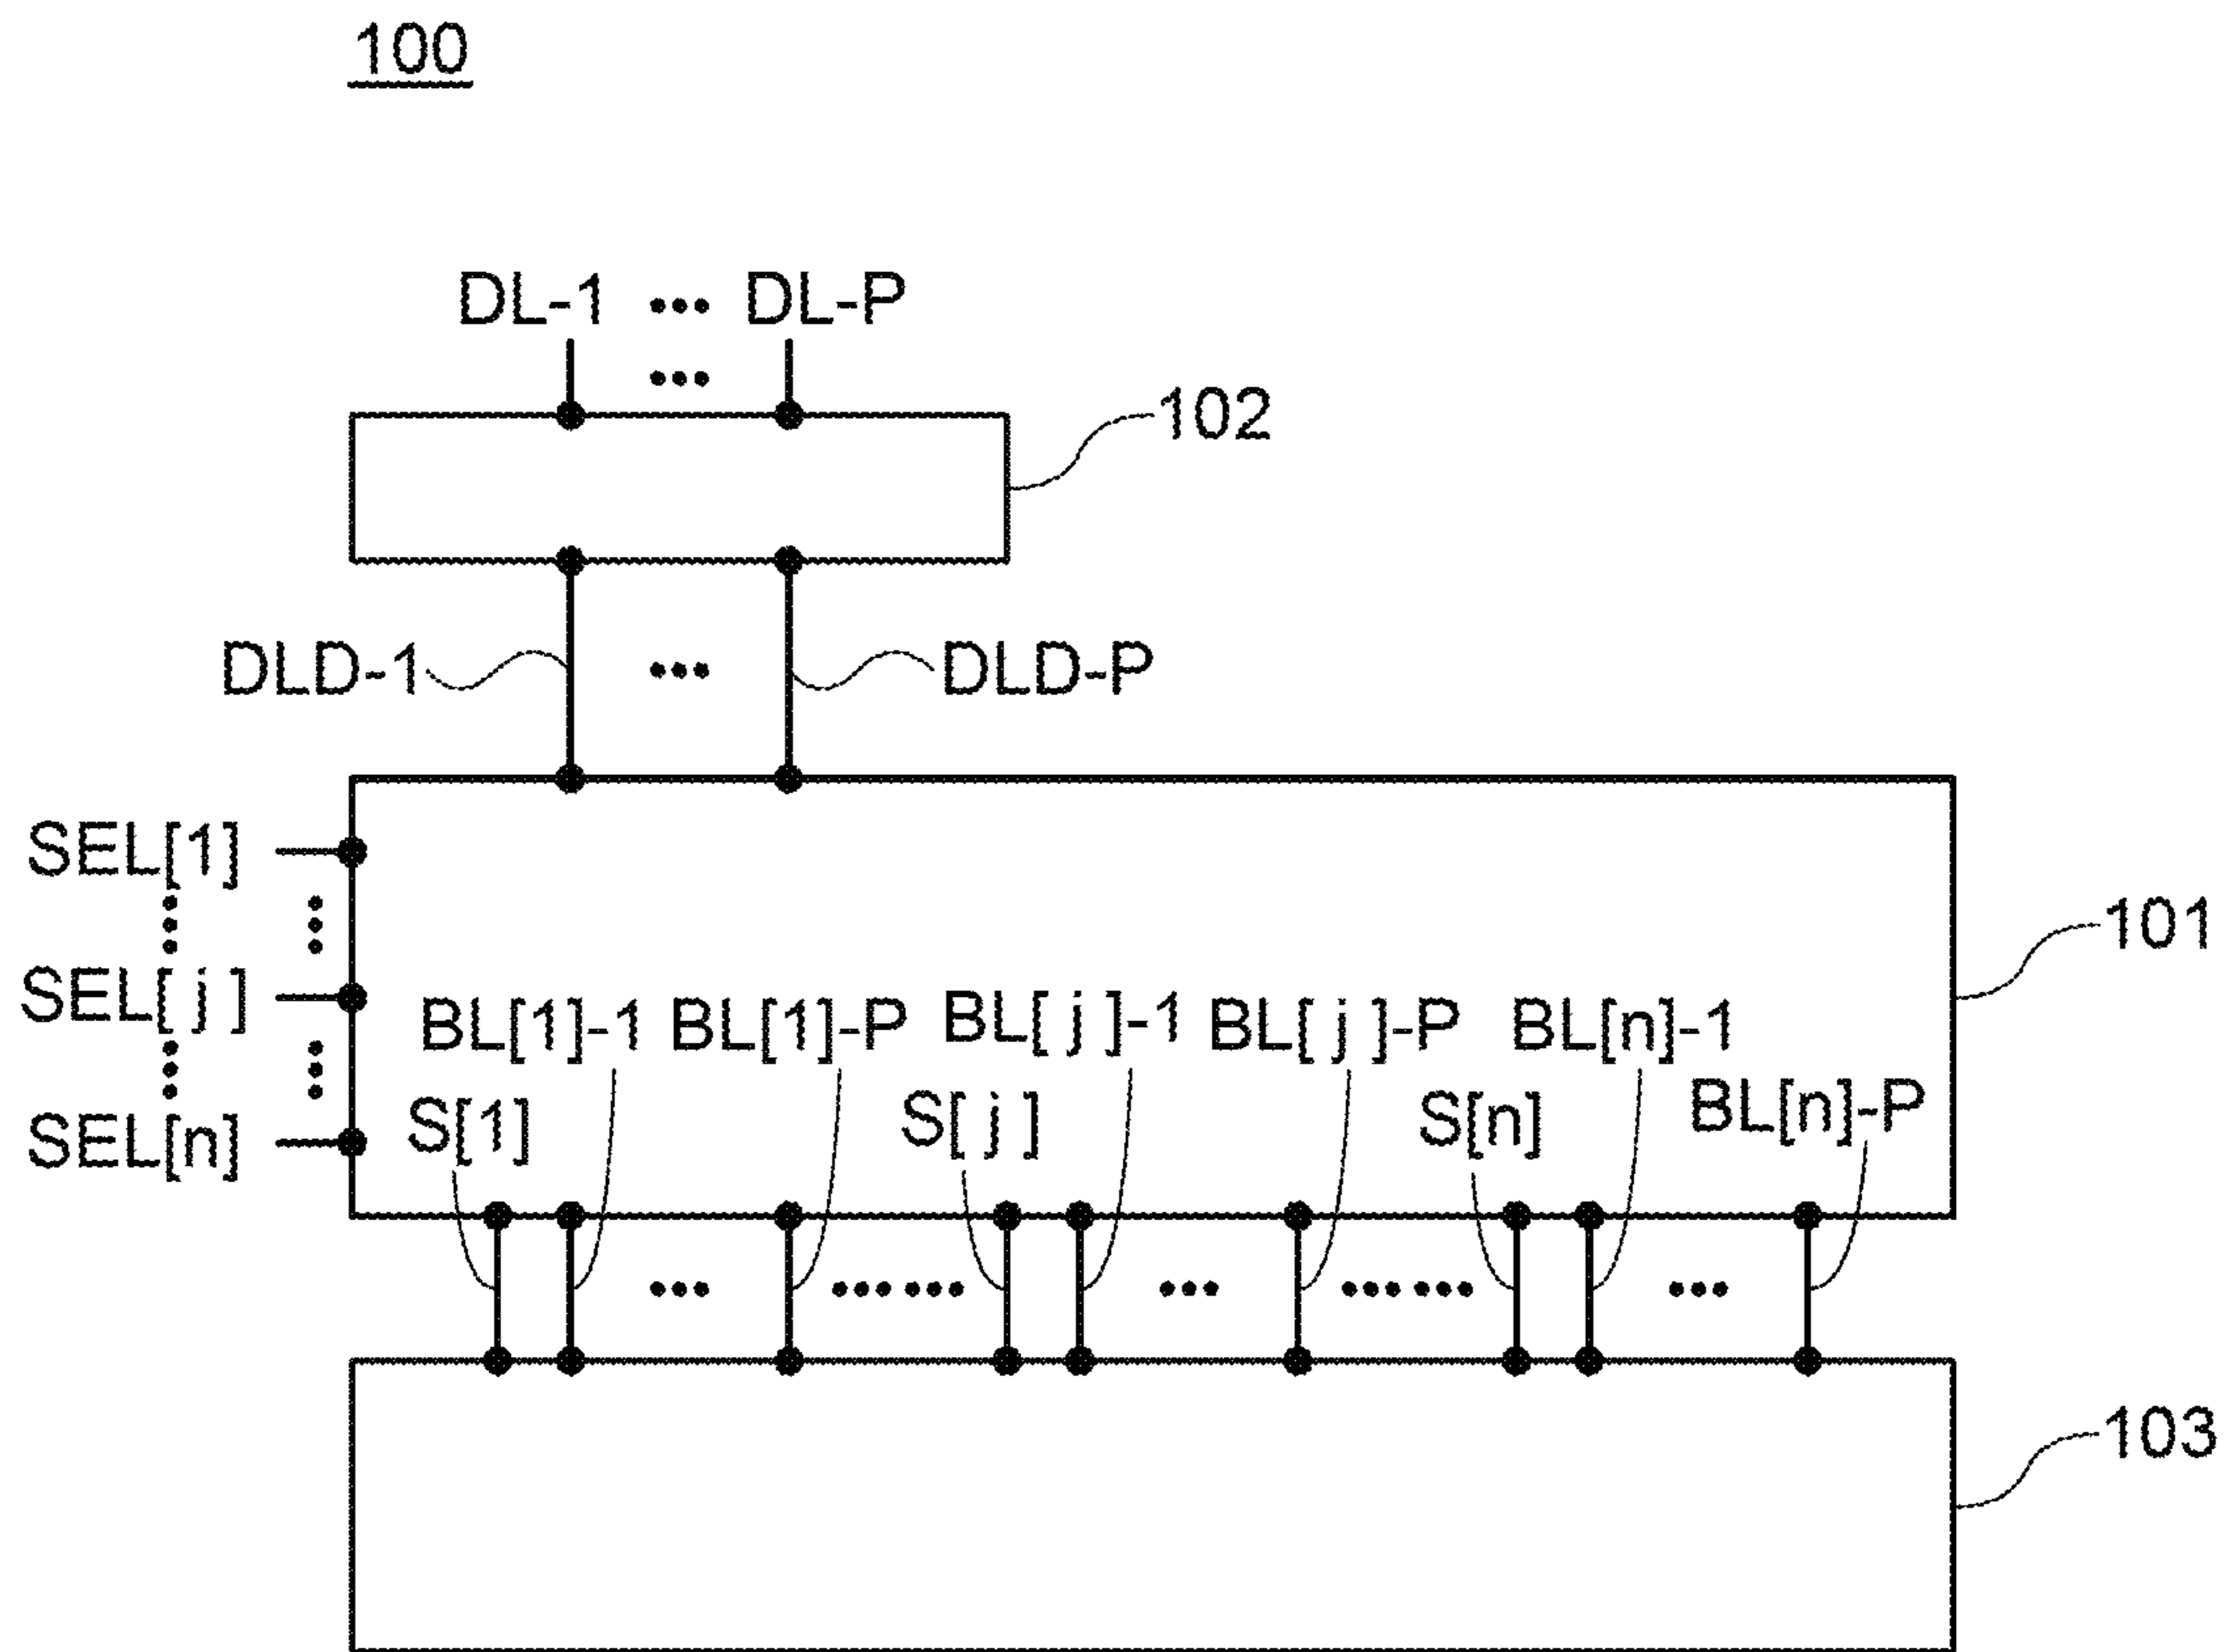 100
DL-1 ··· DL-P
102
DLD-1 ··· DLD-P
SEL[1]
101
SEL[ j ]
BL[1]-1 BL[1]-P BL[ j ]-1 BL[ j ]-P BL[n]-1
SEL[n] S[1] S[ j ] S[n] BL[n]-P
103